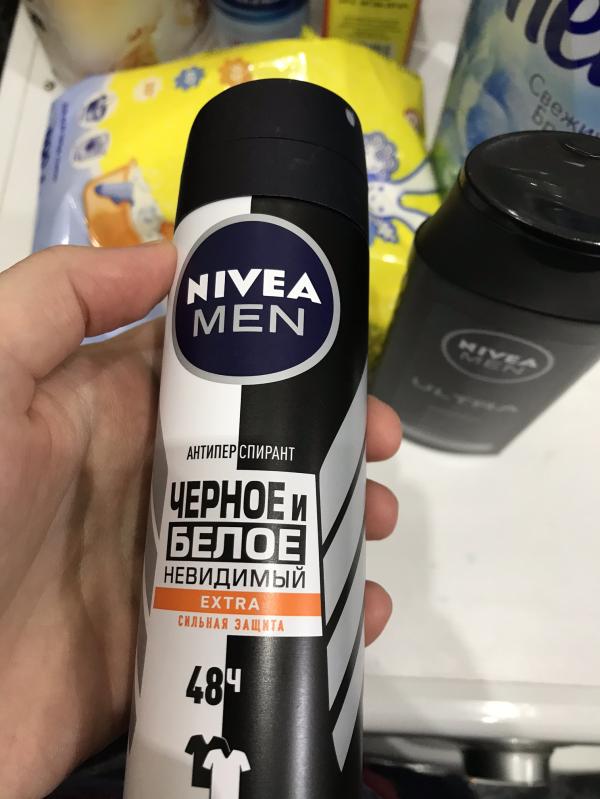 NIVEA
MEN
АНТИПЕРСПИРАНТ
ЧЕРНОЕ и
БЕЛОЕ
НЕВИДИМЫЙ
EXTRA
СИЛЬНАЯ ЗАЩИТА
48Ч
NIVEA
MEN
ULTRA